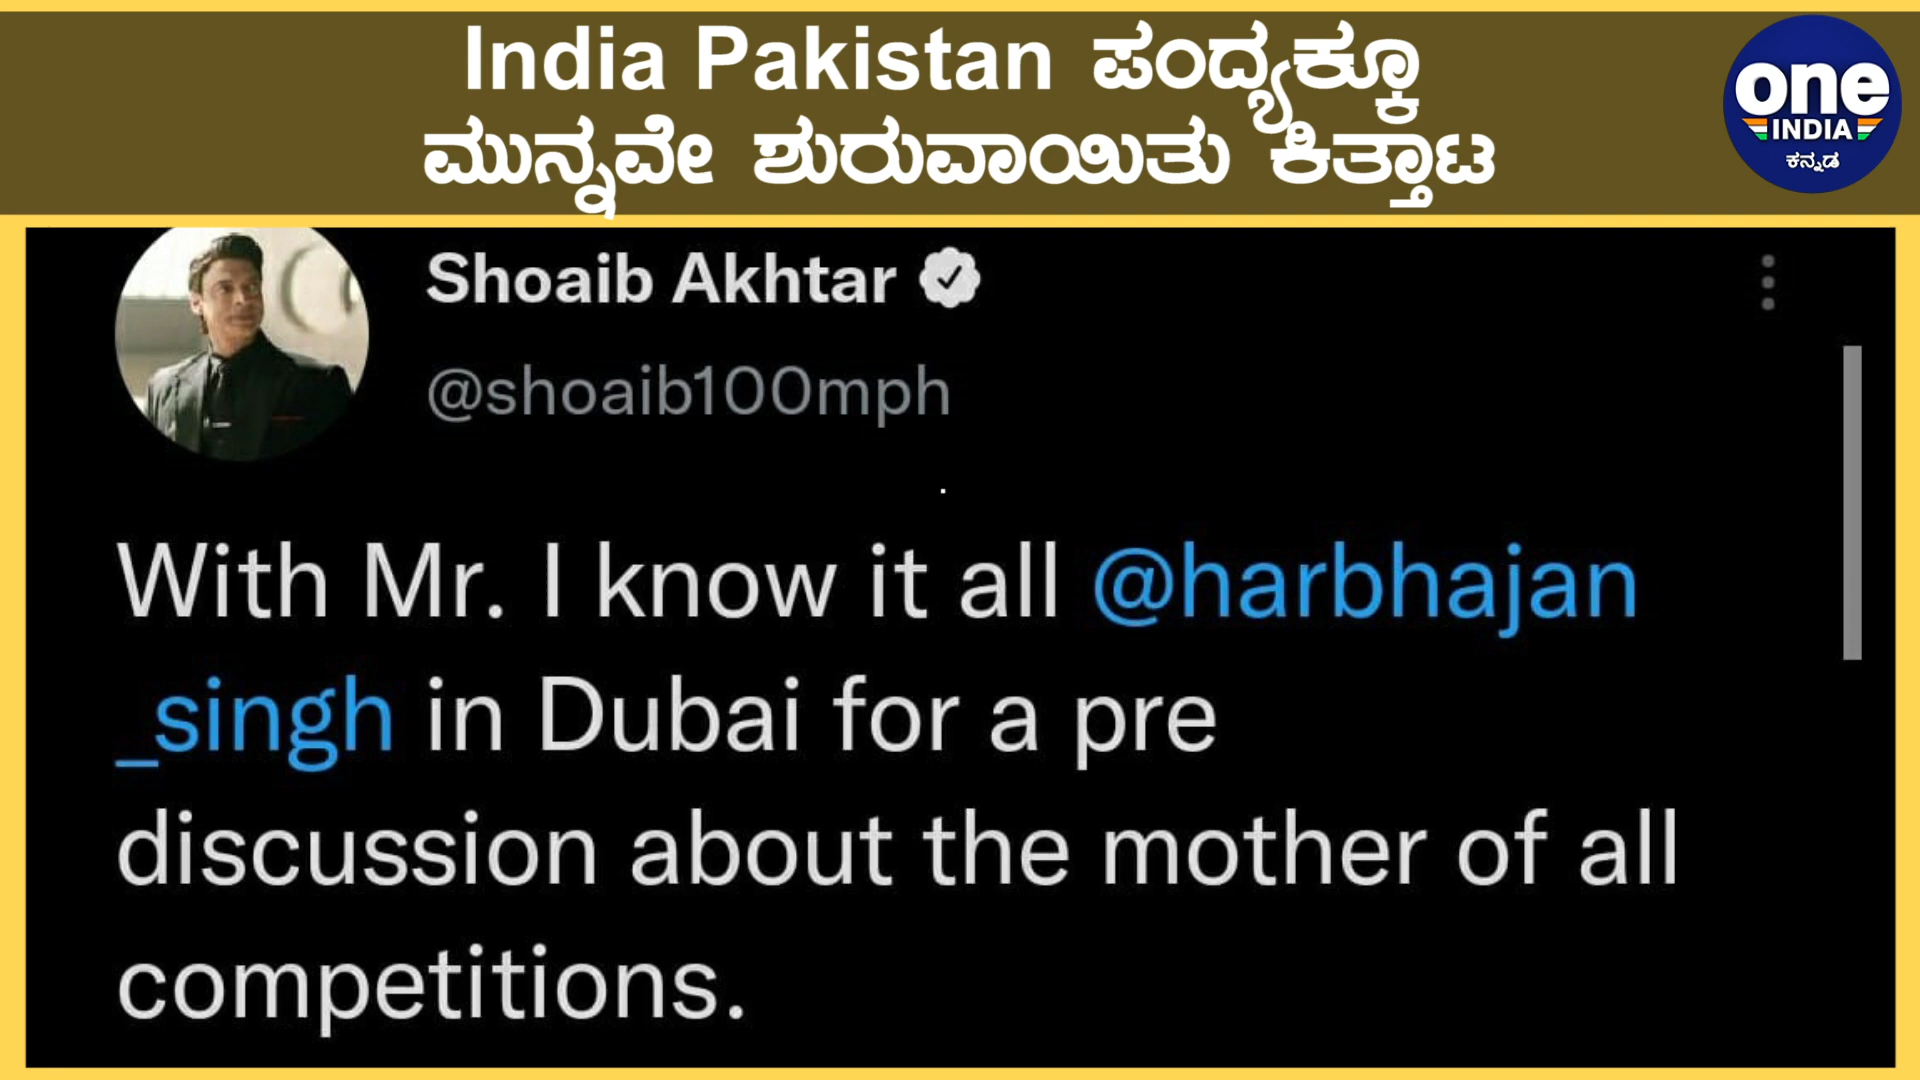 India Pakistan ಪಂದ್ಯಕ್ಕೂ
ಮುನ್ನವೇ ಶುರುವಾಯಿತು ಕಿತ್ತಾಟ
one
INDIA
ಕನ್ನಡ
Shoaib Akhtar
@shoaib100mph
With Mr. I know it all @harbhajan
_singh in Dubai for a pre
discussion about the mother of all
competitions.